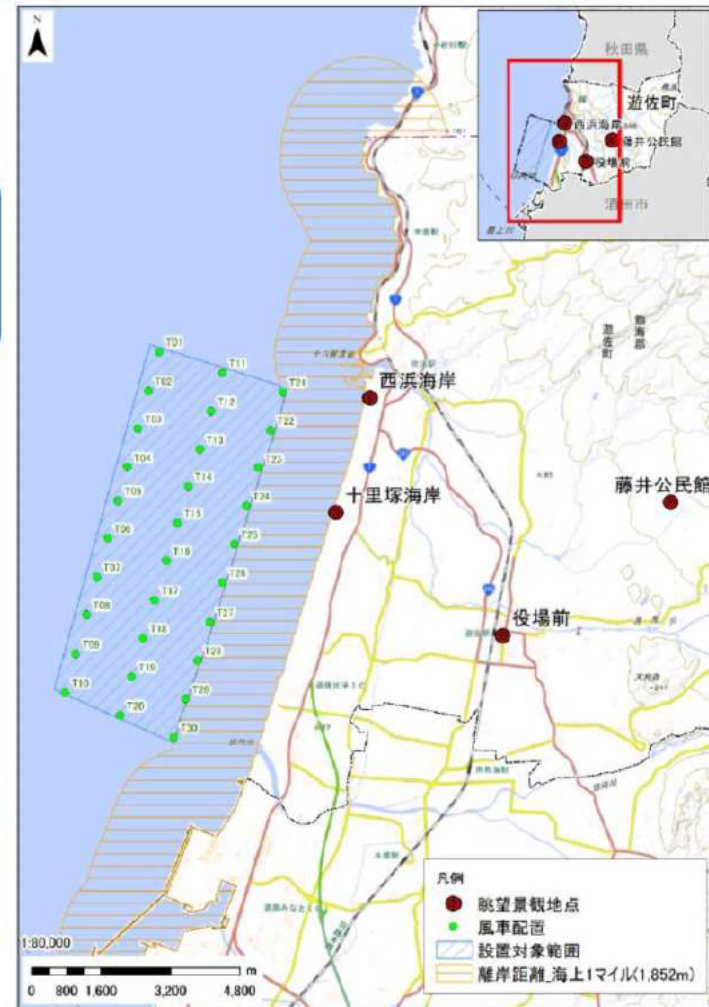 N
秋田県
遊佐町
西浜海岸
藤井公民館
役場前
酒田市
T01
T11
T21
T02
T12
T22
T03
T13
T23
T04
T14
T24
T05
T15
T25
T06
T16
T26
T07
T17
T27
T08
T18
T28
T09
T19
T29
T10
T20
T30
西浜海岸
十里塚海岸
藤井公民館
役場前
遊佐町
飽海郡
凡例
眺望景観地点
風車配置
設置対象範囲
離岸距離_海上1マイル(1,852m)
1:80,000
0 800 1,600 3,200 4,800 m